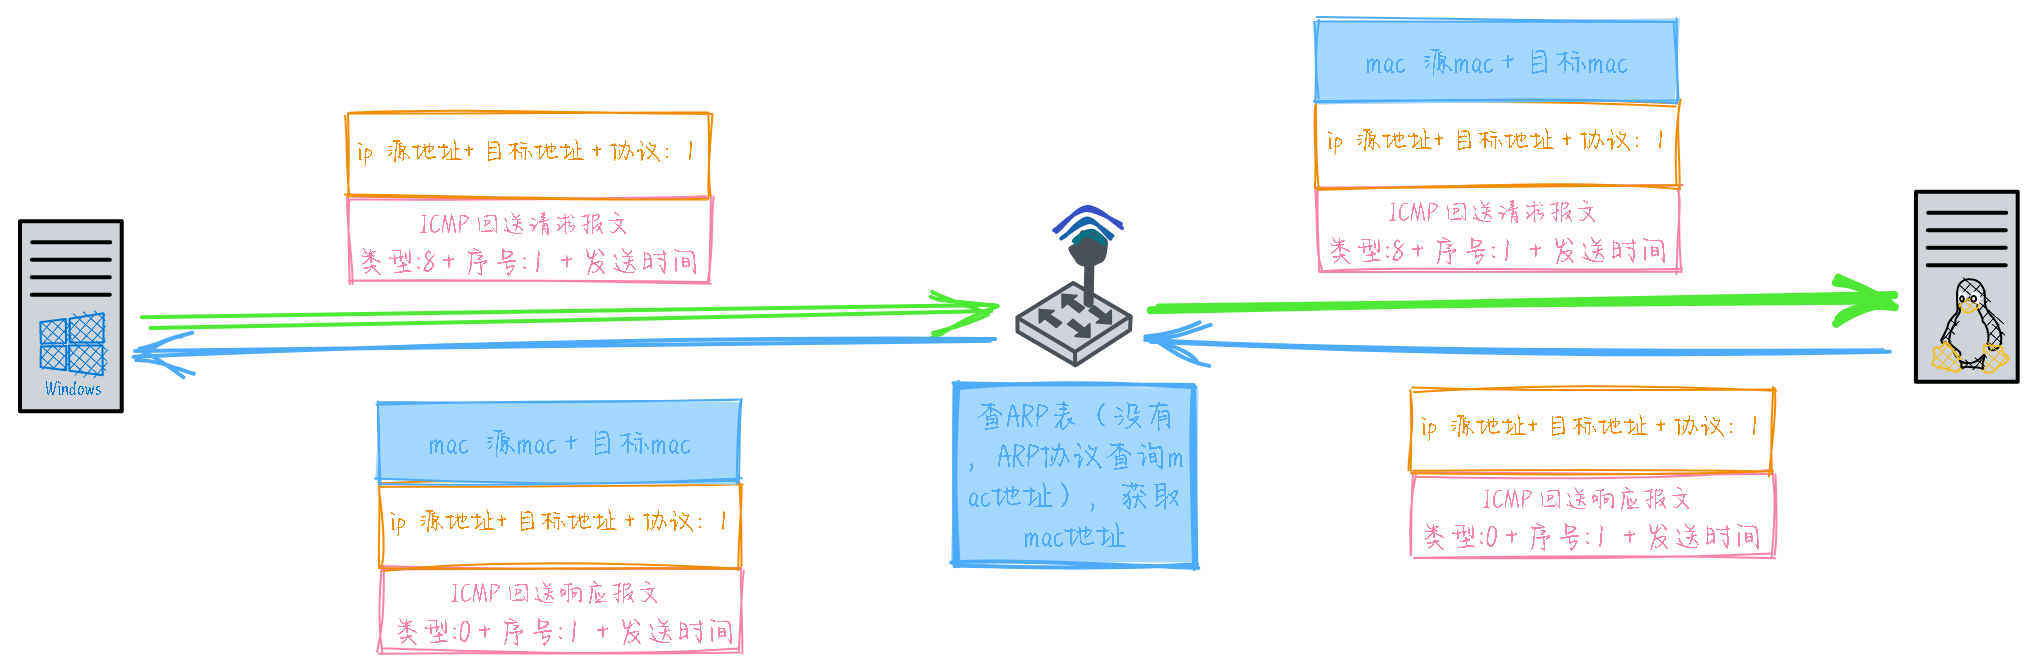 ip 源地址+ 目标地址 + 协议: 1
ICMP 回送请求报文
类型:8 + 序号:1 + 发送时间
mac 源mac + 目标mac
ip 源地址+ 目标地址 + 协议: 1
ICMP 回送请求报文
类型:8 + 序号:1 + 发送时间
Windows
查ARP表（没有
，ARP协议查询m
ac地址），获取
mac地址
mac 源mac + 目标mac
ip 源地址+ 目标地址 + 协议: 1
ICMP 回送响应报文
类型:0 + 序号:1 + 发送时间
ip 源地址+ 目标地址 + 协议: 1
ICMP 回送响应报文
类型:0 + 序号:1 + 发送时间